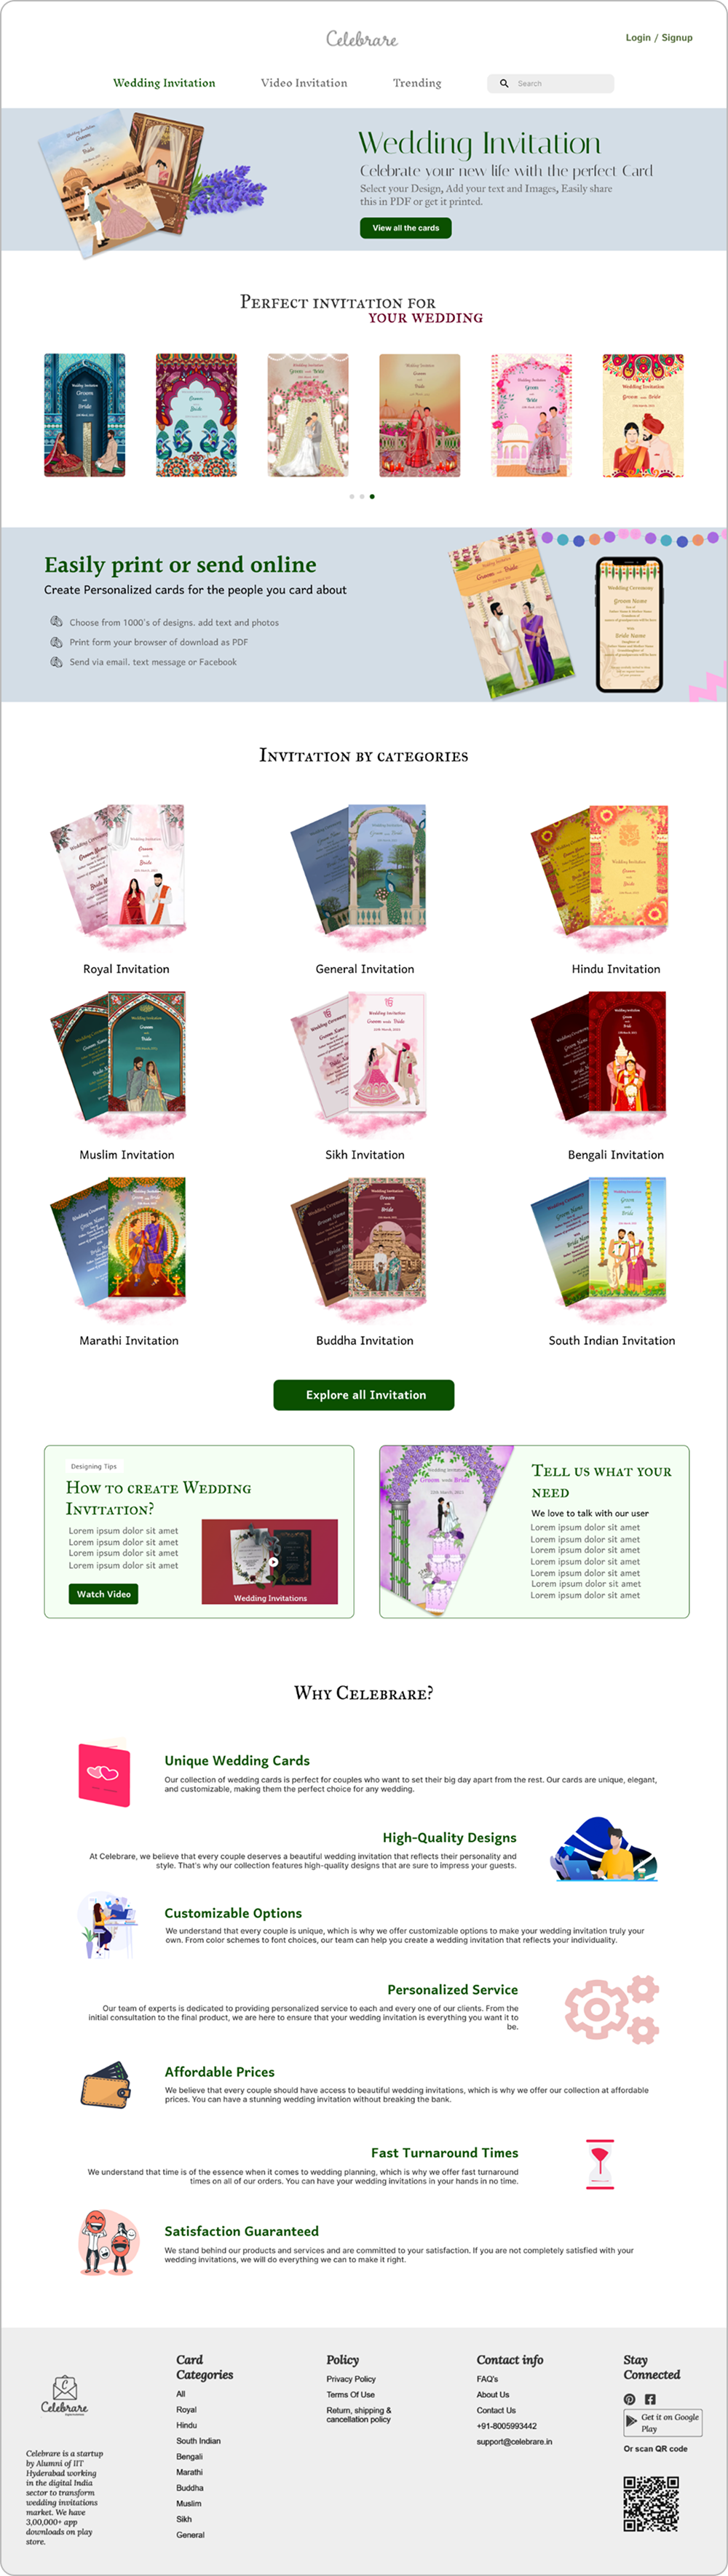 Celebrare
Login / Signup
Wedding Invitation
Video Invitation
Trending
Search
Wedding Invitation
Celebrate your new life with the perfect Card
Select your Design, Add your text and Images, Easily share
this in PDF or get it printed.
View all the cards
Perfect invitation for
your wedding
Easily print or send online
Create Personalized cards for the people you card about
Choose from 1000's of designs. add text and photos
Print form your browser of download as PDF
Send via email. text message or Facebook
Wedding Ceremony
Groom Name
Bride Name
Invitation by categories
Royal Invitation
General Invitation
Hindu Invitation
Muslim Invitation
Sikh Invitation
Bengali Invitation
Marathi Invitation
Buddha Invitation
South Indian Invitation
Explore all Invitation
Designing Tips
How to create Wedding
Invitation?
Lorem ipsum dolor sit amet
Lorem ipsum dolor sit amet
Lorem ipsum dolor sit amet
Lorem ipsum dolor sit amet
Watch Video
Wedding Invitations
Tell us what your
need
We love to talk with our user
Lorem ipsum dolor sit amet
Lorem ipsum dolor sit amet
Lorem ipsum dolor sit amet
Lorem ipsum dolor sit amet
Lorem ipsum dolor sit amet
Lorem ipsum dolor sit amet
Lorem ipsum dolor sit amet
Why Celebrare?
Unique Wedding Cards
Our collection of wedding cards is perfect for couples who want to set their big day apart from the rest. Our cards are unique, elegant,
and customizable, making them the perfect choice for any wedding.
High-Quality Designs
At Celebrare, we believe that every couple deserves a beautiful wedding invitation that reflects their personality and
style. That's why our collection features high-quality designs that are sure to impress your guests.
Customizable Options
We understand that every couple is unique, which is why we offer customizable options to make your wedding invitation truly your
own. From color schemes to font choices, our team can help you create a wedding invitation that reflects your individuality.
Personalized Service
Our team of experts is dedicated to providing personalized service to each and every one of our clients. From the
initial consultation to the final product, we are here to ensure that your wedding invitation is everything you want it to
be.
Affordable Prices
We believe that every couple should have access to beautiful wedding invitations, which is why we offer our collection at affordable
prices. You can have a stunning wedding invitation without breaking the bank.
Fast Turnaround Times
We understand that time is of the essence when it comes to wedding planning, which is why we offer fast turnaround
times on all of our orders. You can have your wedding invitations in your hands in no time.
Satisfaction Guaranteed
We stand behind our products and services and are committed to your satisfaction. If you are not completely satisfied with your
wedding invitations, we will do everything we can to make it right.
Celebrare
Celebrare is a startup
by Alumni of IIT
Hyderabad working
in the digital India
sector to transform
wedding invitations
market. We have
3,00,000+ app
downloads on play
store.
Card
Categories
All
Royal
Hindu
South Indian
Bengali
Marathi
Buddha
Muslim
Sikh
General
Policy
Privacy Policy
Terms Of Use
Return, shipping &
cancellation policy
Contact info
FAQ's
About Us
Contact Us
+91-8005993442
support@celebrare.in
Stay
Connected
Get it on Google
Play
Or scan QR code